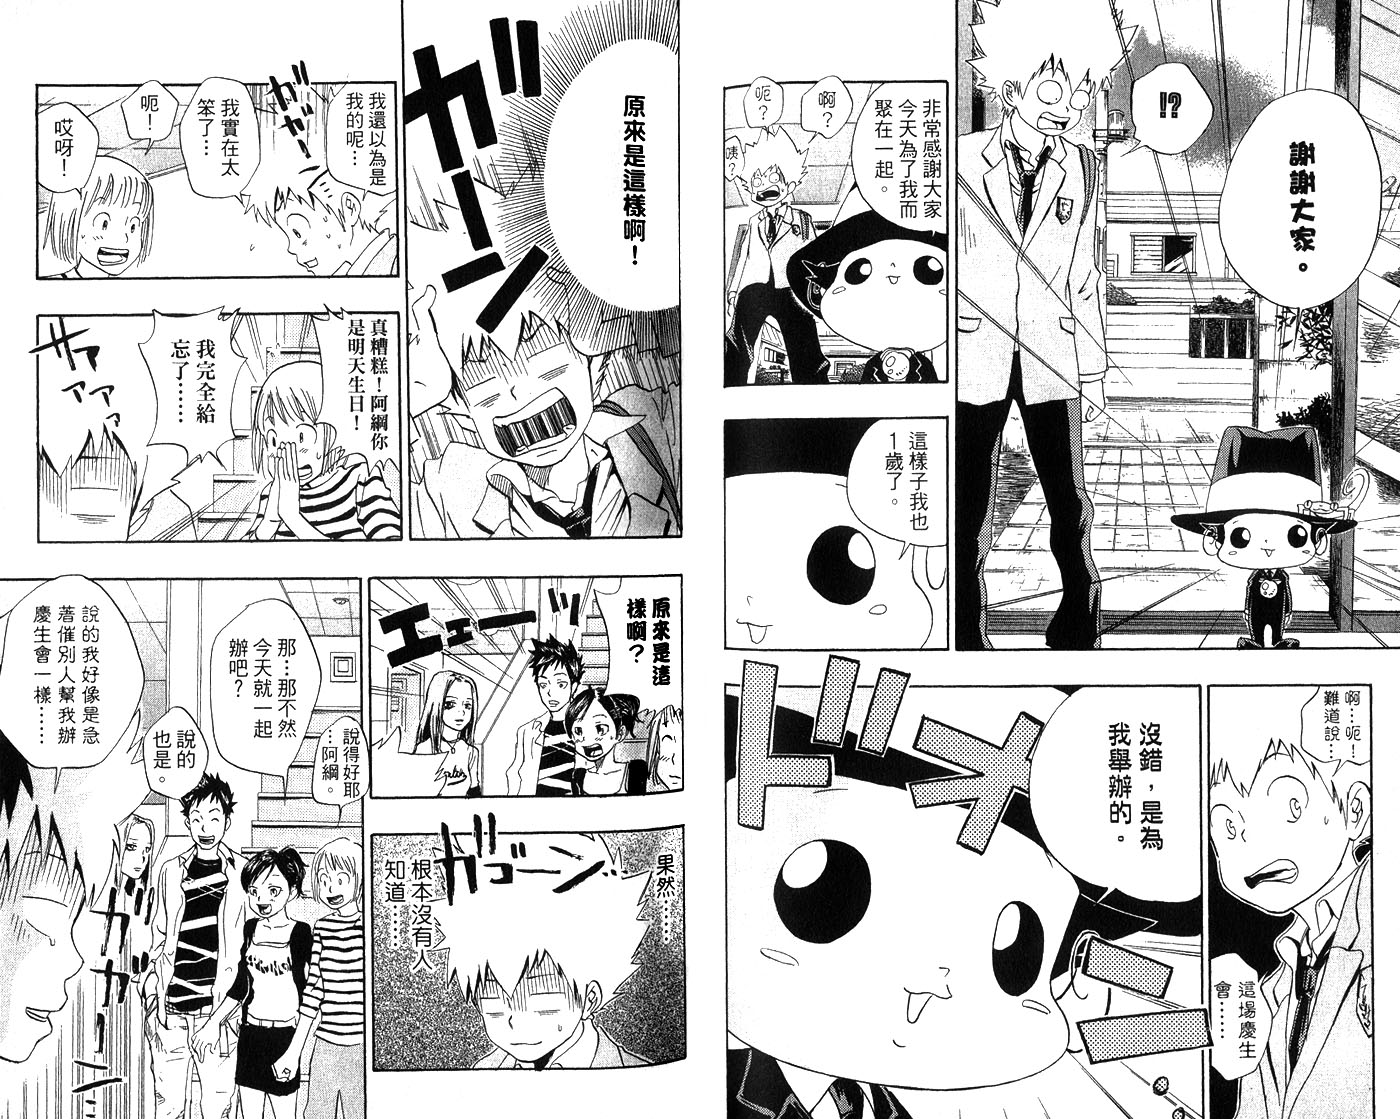 謝謝大家。
!?
非常感謝大家
今天為了我而
聚在一起。
啊?
呃?
咦?
這樣子我也
1歲了。
啊…呃!
難道說…
這場慶生
會……
沒錯，是為
我舉辦的。
ドドメーン
原來是這樣啊!
ガーン
我還以為是
我的呢…
ガーッ
我實在太
笨了…
呃!
哎呀!
真糟糕!阿綱你
是明天生日!
我完全給
忘了……
サアアァァ
原來是這
樣啊?
エェーッ
果然……
根本沒有人
知道……
ガゴーン…
說得好耶
…阿綱。
那…那不然
今天就一起
辦吧?
說的
也是。
說的我好像是急
著催別人幫我辦
慶生會一樣……